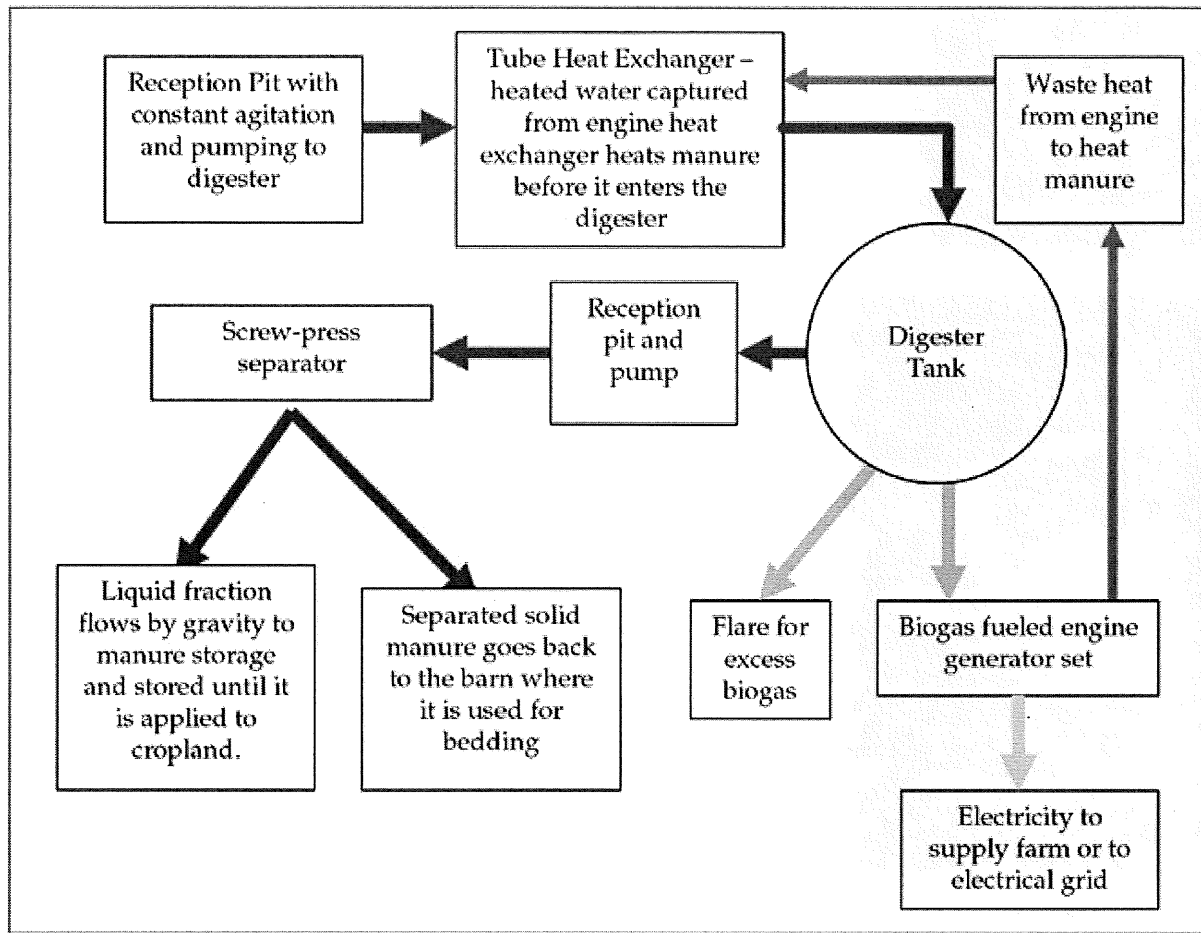 Reception Pit with
constant agitation
and pumping to
digester
Tube Heat Exchanger –
heated water captured
from engine heat
exchanger heats manure
before it enters the
digester
Waste heat
from engine
to heat
manure
Screw-press
separator
Reception
pit and
pump
Digester
Tank
Liquid fraction
flows by gravity to
manure storage
and stored until it
is applied to
cropland.
Separated solid
manure goes back
to the barn where
it is used for
bedding
Flare for
excess
biogas
Biogas fueled engine
generator set
Electricity to
supply farm or to
electrical grid